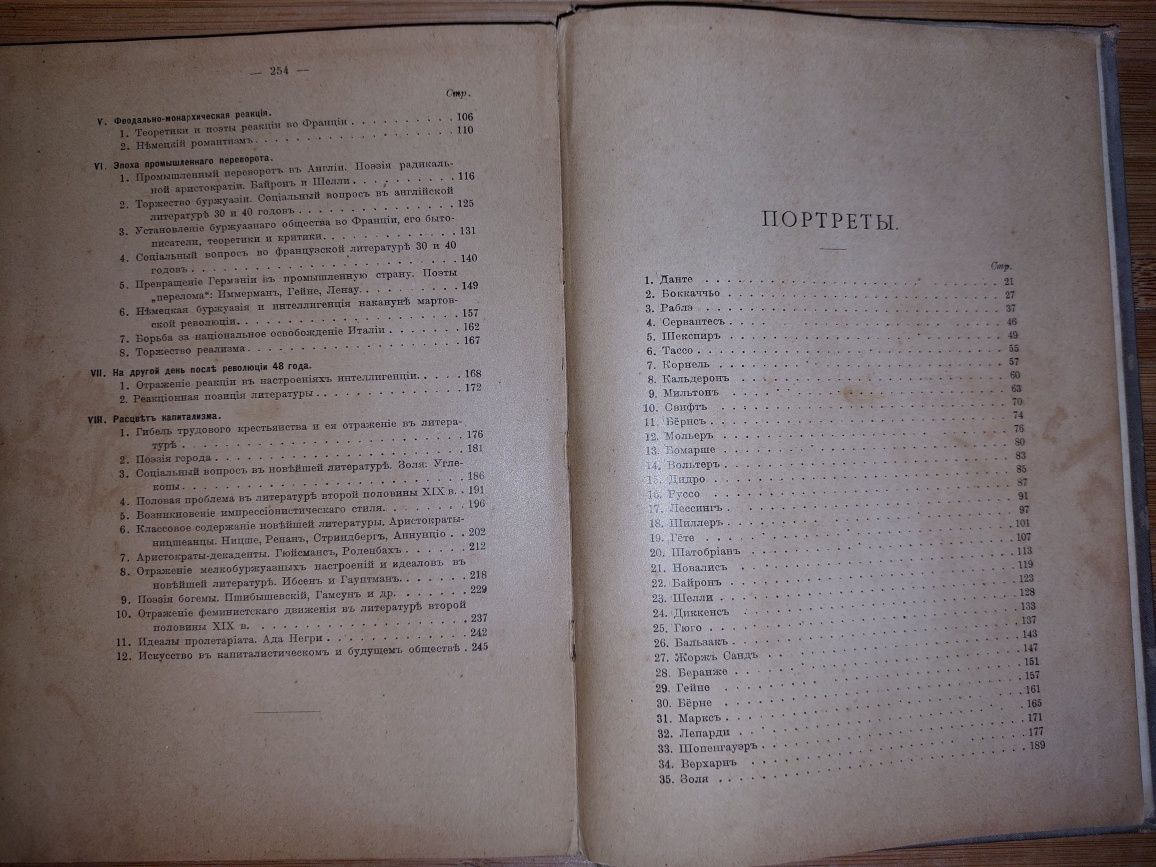 — 254 —
Стр.
V. Феодально-монархическая реакція.
1. Теоретики и поэты реакціи во Франціи . . . . . . . . . . 106
2. Нѣмецкій романтизмъ . . . . . . . . . . . . . . . . . . . 110
VI. Эпоха промышленнаго переворота.
1. Промышленный переворотъ въ Англіи. Поэзія радикаль-
ной аристократіи. Байронъ и Шелли . . . . . . . . . . 116
2. Торжество буржуазіи. Соціальный вопросъ въ англійской
литературѣ 30 и 40 годовъ . . . . . . . . . . . . . . . 125
3. Установленіе буржуазнаго общества во Франціи, его быто-
писатели, теоретики и критики . . . . . . . . . . . . . 131
4. Соціальный вопросъ во французской литературѣ 30 и 40
годовъ . . . . . . . . . . . . . . . . . . . . . . . . 140
5. Превращеніе Германіи въ промышленную страну. Поэты
„перелома“: Иммерманъ, Гейне, Ленау . . . . . . . . . . 149
6. Нѣмецкая буржуазія и интеллигенція наканунѣ мартов-
ской революціи . . . . . . . . . . . . . . . . . . . . 157
7. Борьба за національное освобожденіе Италіи . . . . . . . 162
8. Торжество реализма . . . . . . . . . . . . . . . . . . . 167
VII. На другой день послѣ революціи 48 года.
1. Отраженіе реакціи въ настроеніяхъ интеллигенціи . . . . . 168
2. Реакціонная позиція литературы . . . . . . . . . . . . . 172
VIII. Расцвѣтъ капитализма.
1. Гибель трудового крестьянства и ея отраженіе въ литера-
турѣ . . . . . . . . . . . . . . . . . . . . . . . . . 176
2. Поэзія города . . . . . . . . . . . . . . . . . . . . . . 181
3. Соціальный вопросъ въ новѣйшей литературѣ. Золя: Угле-
копы . . . . . . . . . . . . . . . . . . . . . . . . . 186
4. Половая проблема въ литературѣ второй половины XIX в. . 191
5. Возникновеніе импрессіонистическаго стиля . . . . . . . . 196
6. Классовое содержаніе новѣйшей литературы. Аристократы-
ницшеанцы. Ницше, Ренанъ, Стриндбергъ, Аннунціо . . 202
7. Аристократы-декаденты. Гюйсмансъ, Роденбахъ . . . . . . 212
8. Отраженіе мелкобуржуазныхъ настроеній и идеаловъ въ
новѣйшей литературѣ. Ибсенъ и Гауптманъ . . . . . . . 218
9. Поэзія богемы. Пшибышевскій, Гамсунъ и др. . . . . . . . 229
10. Отраженіе феминистскаго движенія въ литературѣ второй
половины XIX в. . . . . . . . . . . . . . . . . . . . . 237
11. Идеалы пролетаріата. Ада Негри . . . . . . . . . . . . . 242
12. Искусство въ капиталистическомъ и будущемъ обществѣ . 245
ПОРТРЕТЫ.
Стр.
1. Данте . . . . . . . . . . 21
2. Боккаччьо . . . . . . . . . . 27
3. Раблэ . . . . . . . . . . 37
4. Сервантесъ . . . . . . . . . . 46
5. Шекспиръ . . . . . . . . . . 49
6. Тассо . . . . . . . . . . 55
7. Корнель . . . . . . . . . . 57
8. Кальдеронъ . . . . . . . . . . 60
9. Мильтонъ . . . . . . . . . . 63
10. Свифтъ . . . . . . . . . . 70
11. Бёрнсъ . . . . . . . . . . 74
12. Мольеръ . . . . . . . . . . 76
13. Бомарше . . . . . . . . . . 80
14. Вольтеръ . . . . . . . . . . 83
15. Дидро . . . . . . . . . . 85
16. Руссо . . . . . . . . . . 87
17. Лессингъ . . . . . . . . . . 91
18. Шиллеръ . . . . . . . . . . 97
19. Гёте . . . . . . . . . . 101
20. Шатобріанъ . . . . . . . . . . 107
21. Новалисъ . . . . . . . . . . 113
22. Байронъ . . . . . . . . . . 119
23. Шелли . . . . . . . . . . 123
24. Диккенсъ . . . . . . . . . . 128
25. Гюго . . . . . . . . . . 133
26. Бальзакъ . . . . . . . . . . 137
27. Жоржъ Сандъ . . . . . . . . . . 143
28. Беранже . . . . . . . . . . 147
29. Гейне . . . . . . . . . . 151
30. Бёрне . . . . . . . . . . 157
31. Марксъ . . . . . . . . . . 161
32. Лепарди . . . . . . . . . . 165
33. Шопенгауэръ . . . . . . . . . . 171
34. Верхарнъ . . . . . . . . . . 177
35. Золя . . . . . . . . . . 189